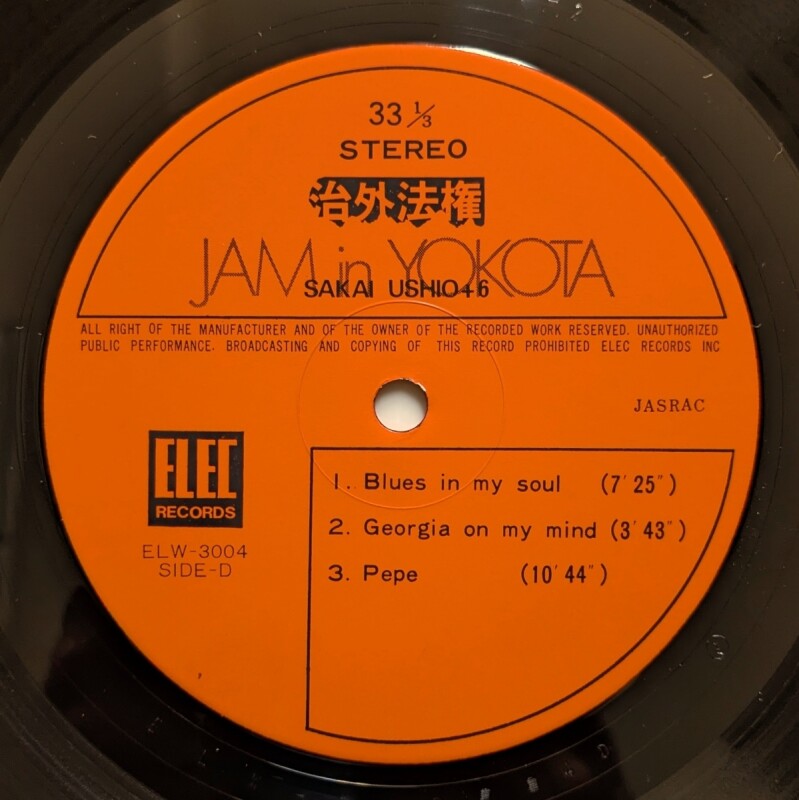 33 1/3
STEREO
治外法権
JAM in YOKOTA
SAKAI USHIO+6
ALL RIGHT OF THE MANUFACTURER AND OF THE OWNER OF THE RECORDED WORK RESERVED. UNAUTHORIZED
PUBLIC PERFORMANCE. BROADCASTING AND COPYING OF THIS RECORD PROHIBITED ELEC RECORDS INC
JASRAC
ELEC
RECORDS
ELW-3004
SIDE-D
1. Blues in my soul (7′25″)
2. Georgia on my mind (3′43″)
3. Pepe (10′44″)